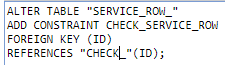 ALTER TABLE "SERVICE_ROW_"
ADD CONSTRAINT CHECK_SERVICE_ROW
FOREIGN KEY (ID)
REFERENCES "CHECK_"(ID);